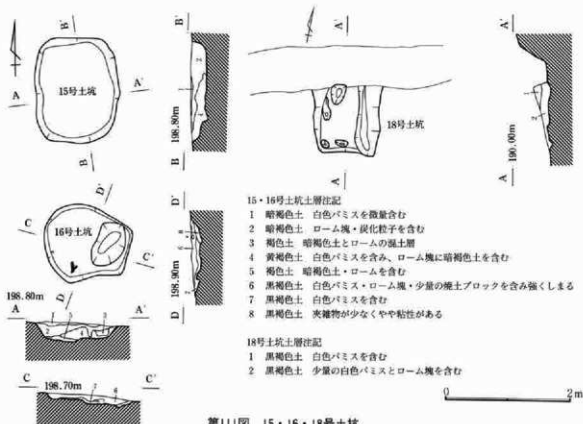 B′
A
15号土坑
A′
B
B′
2
198.80m
B
18号土坑
A
1
2
190.00m
A
D′
C
16号土坑
C′
D
D′
198.90m
D
198.80m
A
A′
2
5
4
3
C
198.70m
C′
2
6
15・16号土坑土層注記
1 暗褐色土 白色パミスを微量含む
2 暗褐色土 ローム塊・炭化粒子を含む
3 褐色土 暗褐色土とロームの混土層
4 黄褐色土 白色パミスを含み、ローム塊に暗褐色土を含む
5 褐色土 暗褐色土・ロームを含む
6 黒褐色土 白色パミス・ローム塊・少量の焼土ブロックを含み強くしまる
7 黒褐色土 白色パミスを含む
8 黒褐色土 夾雑物が少なくやや粘性がある
18号土坑土層注記
1 黒褐色土 白色パミスを含む
2 黒褐色土 少量の白色パミスとローム塊を含む
0 2m
第111図 15・16・18号土坑